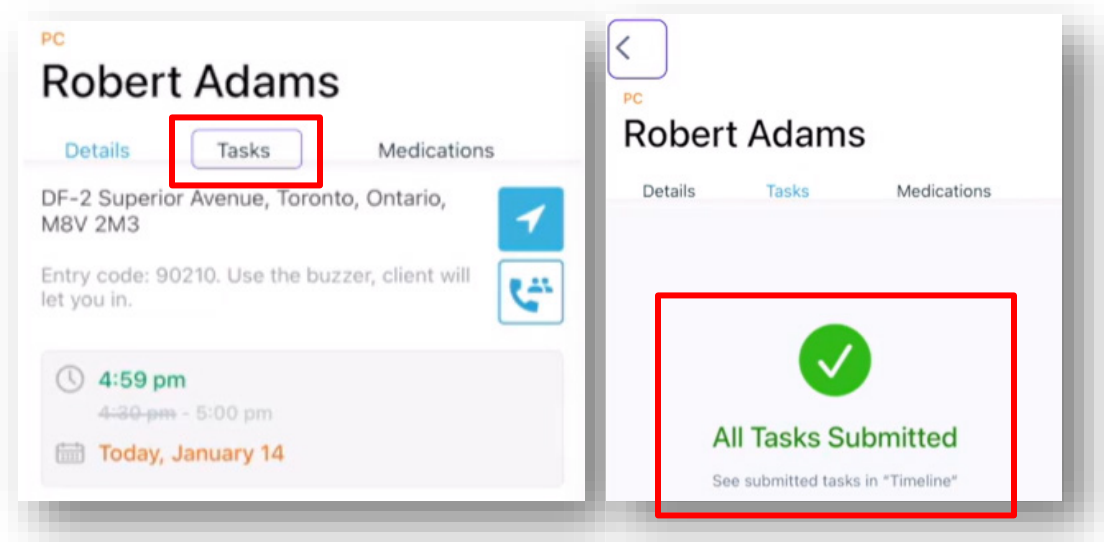 PC
Robert Adams
Details Tasks Medications
DF-2 Superior Avenue, Toronto, Ontario,
M8V 2M3
Entry code: 90210. Use the buzzer, client will
let you in.
4:59 pm
4:30 pm - 5:00 pm
Today, January 14
PC
Robert Adams
Details Tasks Medications
All Tasks Submitted
See submitted tasks in "Timeline"